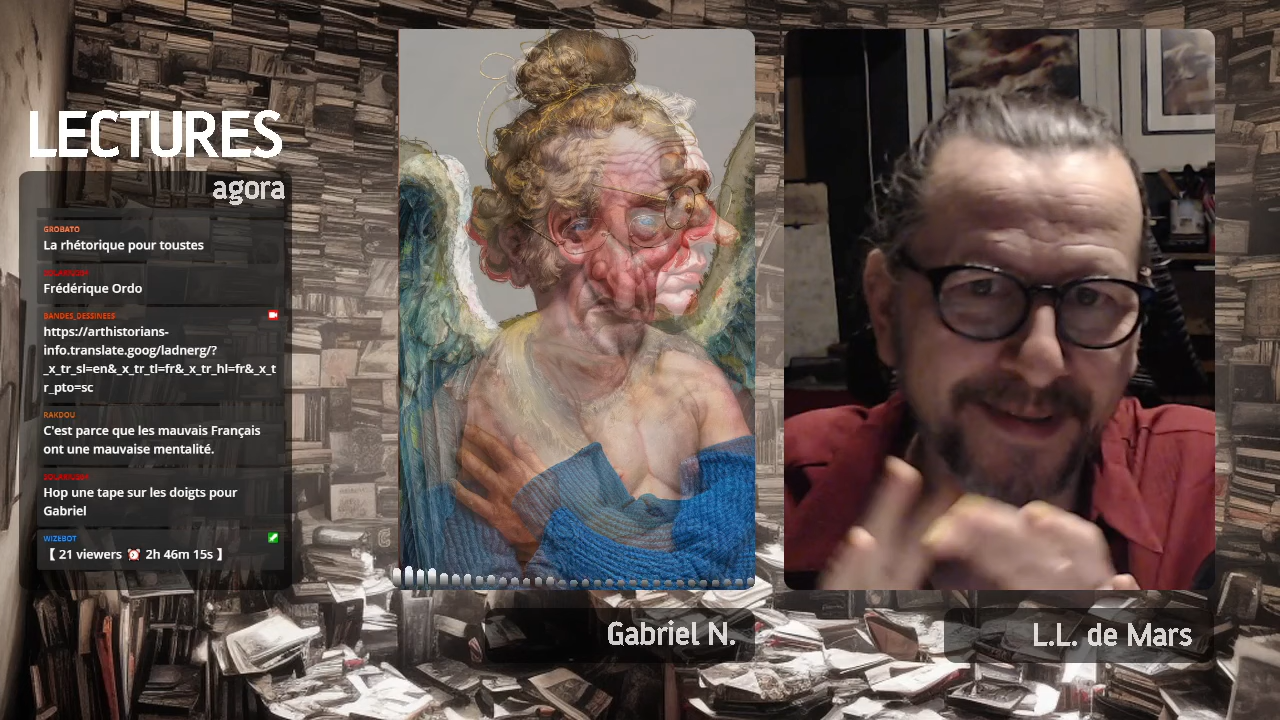 LECTURES
agora
GROBATO
La rhétorique pour toustes
Frédérique Ordo
BANDES_DESSINEES
https://arthistorians-
info.translate.goog/ladnerg/?
_x_tr_sl=en&_x_tr_tl=fr&_x_tr_hl=fr&_x_t
r_pto=sc
RAKDOU
C'est parce que les mauvais Français
ont une mauvaise mentalité.
Hop une tape sur les doigts pour
Gabriel
WIZEBOT
【 21 viewers ⏰ 2h 46m 15s 】
Gabriel N.
L.L. de Mars